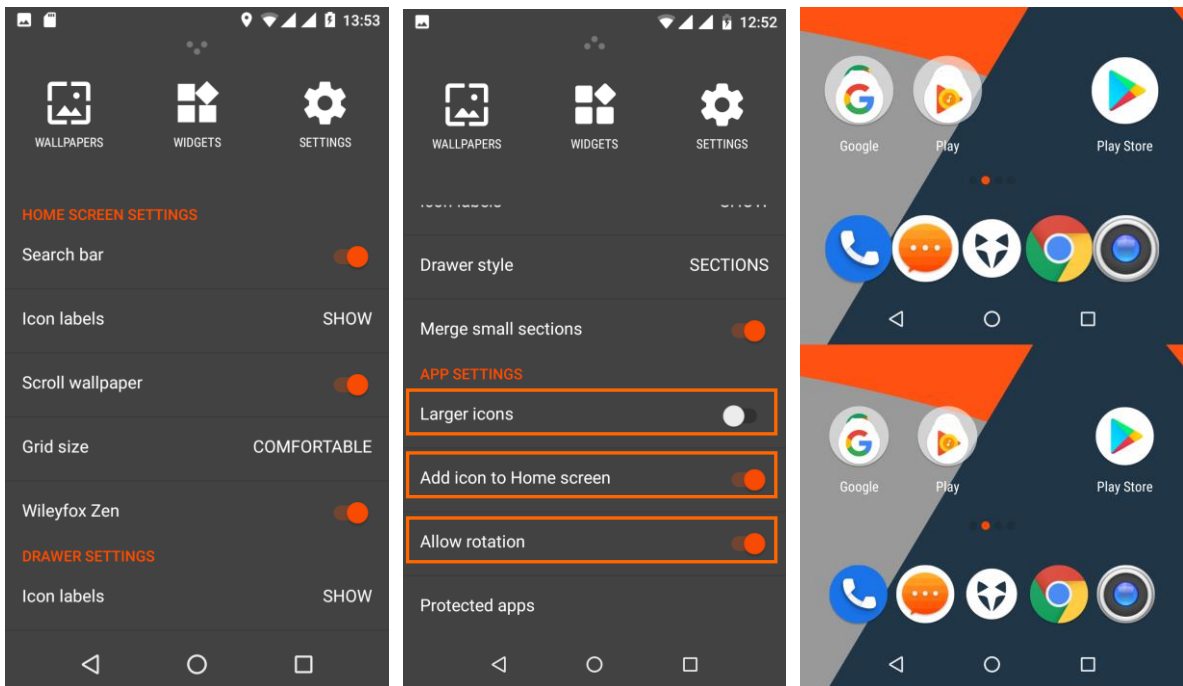 13:53
WALLPAPERS WIDGETS SETTINGS
HOME SCREEN SETTINGS
Search bar
Icon labels SHOW
Scroll wallpaper
Grid size COMFORTABLE
Wileyfox Zen
DRAWER SETTINGS
Icon labels SHOW
12:52
WALLPAPERS WIDGETS SETTINGS
Drawer style SECTIONS
Merge small sections
APP SETTINGS
Larger icons
Add icon to Home screen
Allow rotation
Protected apps
Google Play Play Store
Google Play Play Store